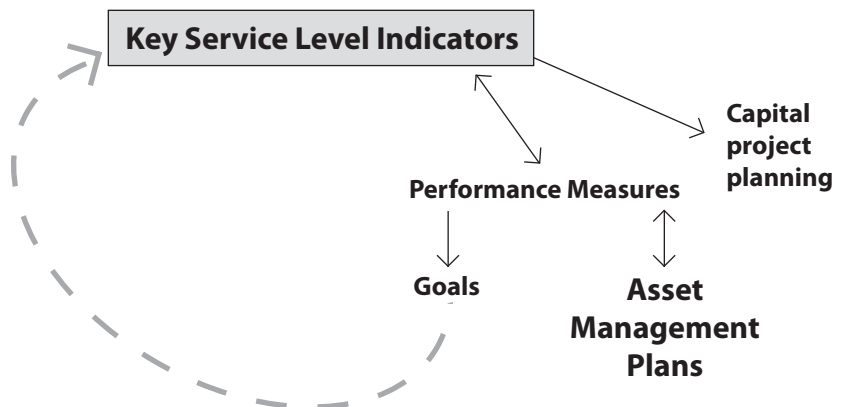 Key Service Level Indicators
Capital
project
planning
Performance Measures
Goals
Asset
Management
Plans